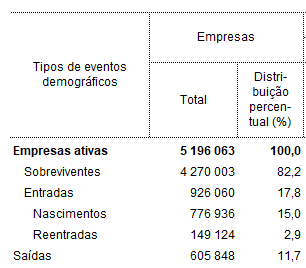 Tipos de eventos
demográficos
Empresas
Total
Distri-
buição
percen-
tual (%)
Empresas ativas 5 196 063 100,0
Sobreviventes 4 270 003 82,2
Entradas 926 060 17,8
Nascimentos 776 936 15,0
Reentradas 149 124 2,9
Saídas 605 848 11,7